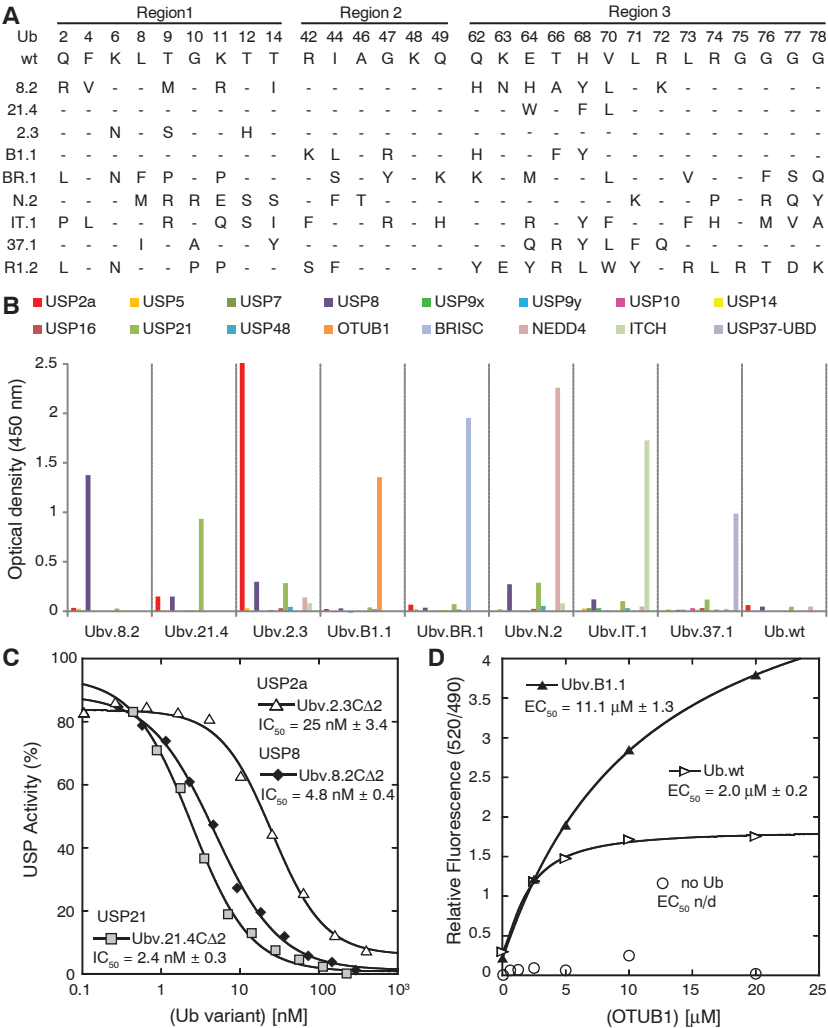 A
Region1 Region 2 Region 3
Ub 2 4 6 8 9 10 11 12 14 42 44 46 47 48 49 62 63 64 66 68 70 71 72 73 74 75 76 77 78
wt Q F K L T G K T T R I A G K Q Q K E T H V L R L R G G G G
8.2 R V - - M - R - I - - - - - - H N H A Y L - K - - - - - -
21.4 - - - - - - - - - - - - - - - - - W - F L - - - - - - - -
2.3 - - N - S - - H - - - - - - - - - - - - - - - - - - - - -
B1.1 - - - - - - - - - K L - R - - H - - F Y - - - - - - - - -
BR.1 L - N F P - P - - - S - Y - K K - M - - L - - V - - F S Q
N.2 - - - M R R E S S - F T - - - - - - - - - K - - P - R Q Y
IT.1 P L - - R - Q S I F - - R - H - - R - Y F - - F H - M V A
37.1 - - - I - A - - Y - - - - - - - - Q R Y L F Q - - - - - -
R1.2 L - N - - P P - - S F - - - - Y E Y R L W Y - R L R T D K
B
USP2a USP5 USP7 USP8 USP9x USP9y USP10 USP14
USP16 USP21 USP48 OTUB1 BRISC NEDD4 ITCH USP37-UBD
Optical density (450 nm)
2.5
2
1.5
1
0.5
0
Ubv.8.2 Ubv.21.4 Ubv.2.3 Ubv.B1.1 Ubv.BR.1 Ubv.N.2 Ubv.IT.1 Ubv.37.1 Ub.wt
C
USP Activity (%)
100
80
60
40
20
0
USP2a
Ubv.2.3CΔ2
IC50 = 25 nM ± 3.4
USP8
Ubv.8.2CΔ2
IC50 = 4.8 nM ± 0.4
USP21
Ubv.21.4CΔ2
IC50 = 2.4 nM ± 0.3
0.1 1 10 100 10³
(Ub variant) [nM]
D
Relative Fluorescence (520/490)
4
3.5
3
2.5
2
1.5
1
0.5
0
Ubv.B1.1
EC50 = 11.1 μM ± 1.3
Ub.wt
EC50 = 2.0 μM ± 0.2
no Ub
EC50 n/d
0 5 10 15 20 25
(OTUB1) [μM]